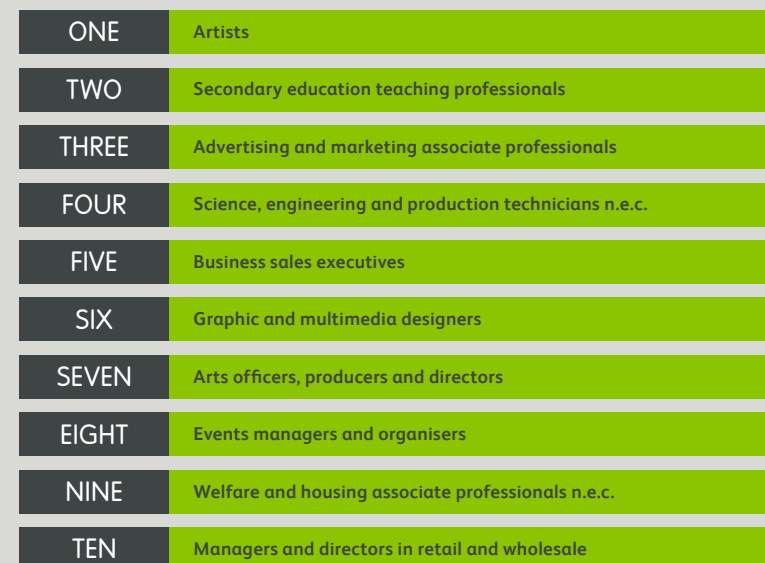 ONE Artists
TWO Secondary education teaching professionals
THREE Advertising and marketing associate professionals
FOUR Science, engineering and production technicians n.e.c.
FIVE Business sales executives
SIX Graphic and multimedia designers
SEVEN Arts officers, producers and directors
EIGHT Events managers and organisers
NINE Welfare and housing associate professionals n.e.c.
TEN Managers and directors in retail and wholesale